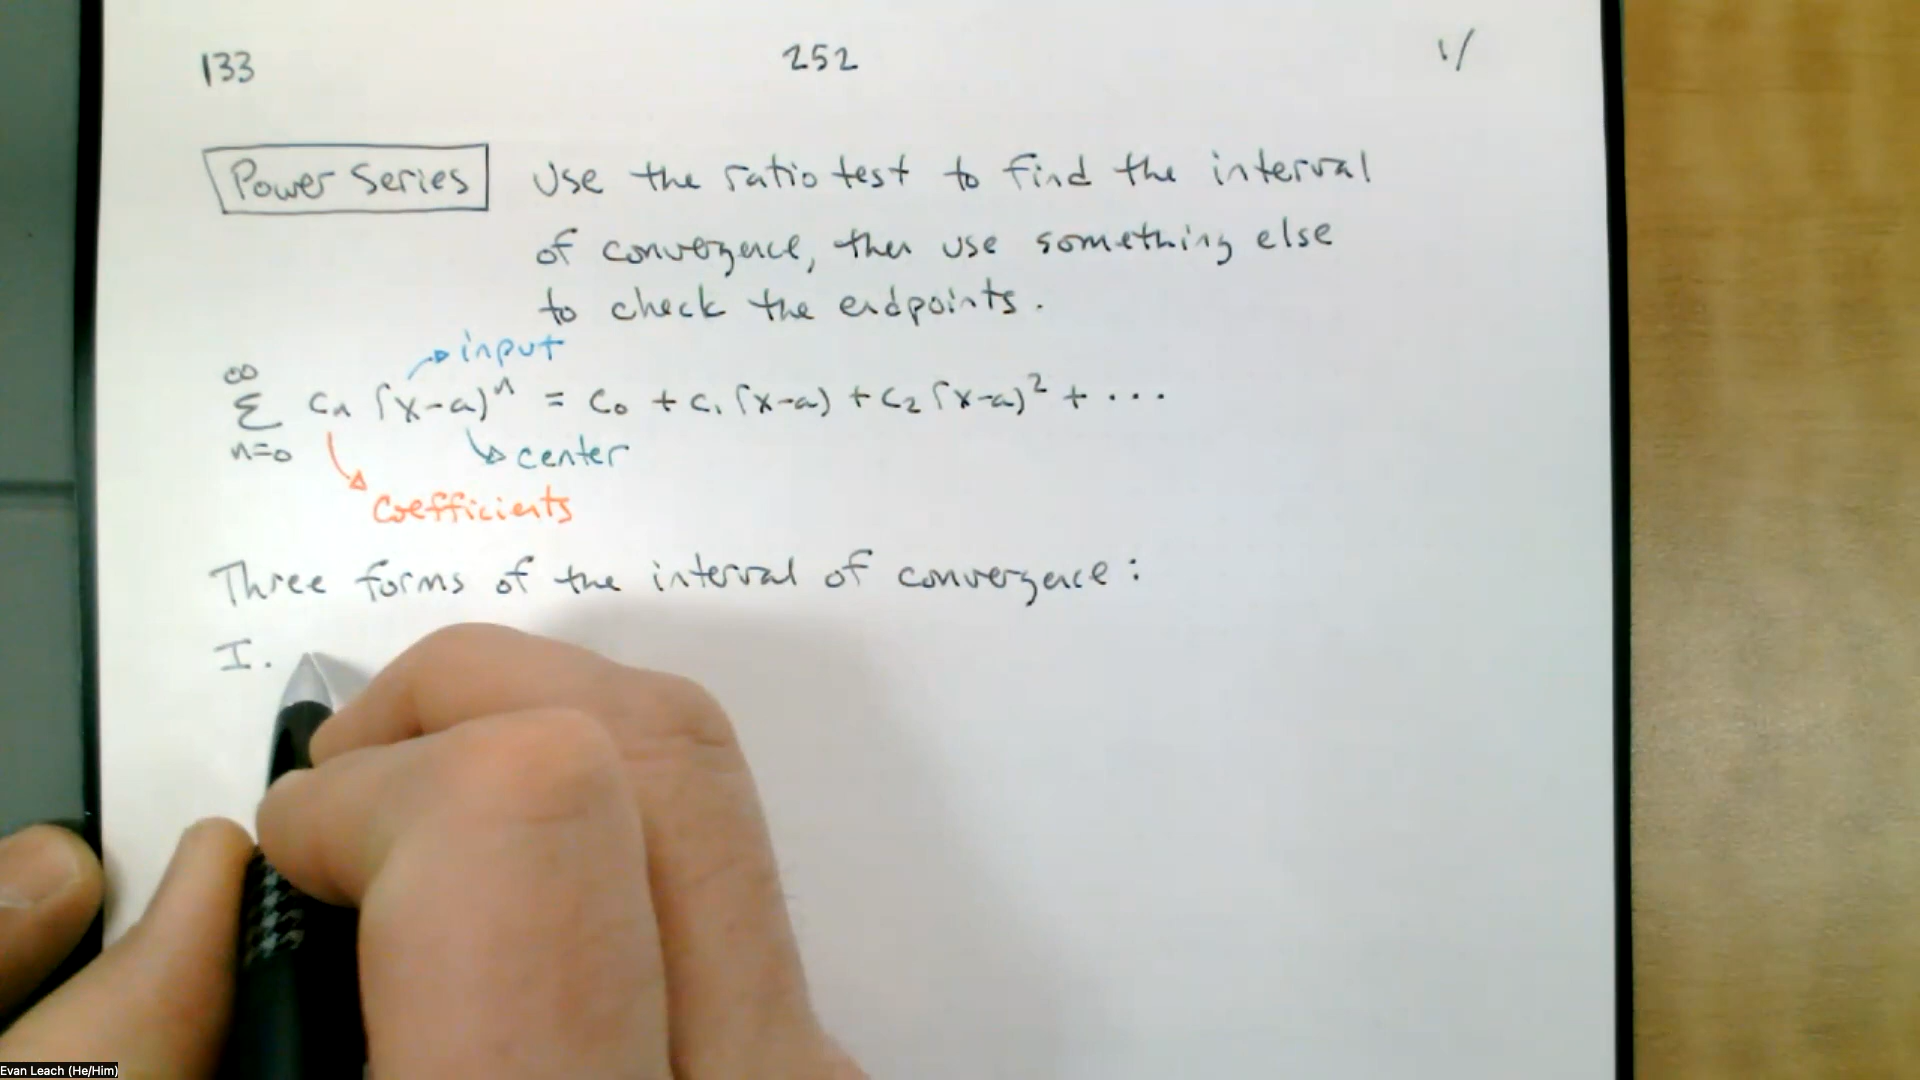 133 252 1/
Power Series Use the ratio test to find the interval
of convergence, then use something else
to check the endpoints.
input
∞
Σ cₙ (x-a)ⁿ = c₀ + c₁(x-a) + c₂(x-a)² + ...
n=0 center
coefficients
Three forms of the interval of convergence:
I.
Evan Leach (He/Him)